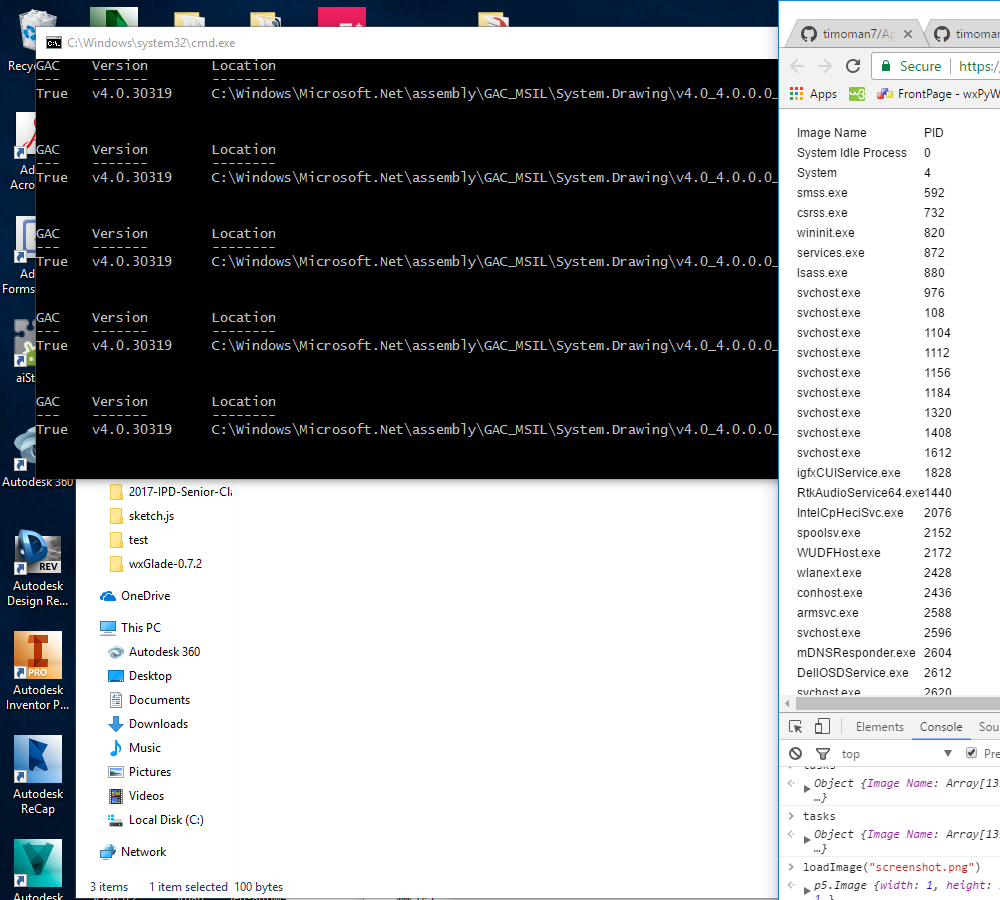 Recy
Ad
Acro
Ad
Forms
aiSt
Autodesk 360
REV
Autodesk
Design Re...
PRO
Autodesk
Inventor P...
Autodesk
ReCap
Autodesk
C:\Windows\system32\cmd.exe
GAC Version Location
--- ------- --------
True v4.0.30319 C:\Windows\Microsoft.Net\assembly\GAC_MSIL\System.Drawing\v4.0_4.0.0.0_
GAC Version Location
--- ------- --------
True v4.0.30319 C:\Windows\Microsoft.Net\assembly\GAC_MSIL\System.Drawing\v4.0_4.0.0.0_
GAC Version Location
--- ------- --------
True v4.0.30319 C:\Windows\Microsoft.Net\assembly\GAC_MSIL\System.Drawing\v4.0_4.0.0.0_
GAC Version Location
--- ------- --------
True v4.0.30319 C:\Windows\Microsoft.Net\assembly\GAC_MSIL\System.Drawing\v4.0_4.0.0.0_
GAC Version Location
--- ------- --------
True v4.0.30319 C:\Windows\Microsoft.Net\assembly\GAC_MSIL\System.Drawing\v4.0_4.0.0.0_
2017-IPD-Senior-Cla
sketch.js
test
wxGlade-0.7.2
OneDrive
This PC
Autodesk 360
Desktop
Documents
Downloads
Music
Pictures
Videos
Local Disk (C:)
Network
3 items 1 item selected 100 bytes
timoman7/Ap timoman
Secure https:/
Apps w3 FrontPage - wxPyW
Image Name PID
System Idle Process 0
System 4
smss.exe 592
csrss.exe 732
wininit.exe 820
services.exe 872
lsass.exe 880
svchost.exe 976
svchost.exe 108
svchost.exe 1104
svchost.exe 1112
svchost.exe 1156
svchost.exe 1184
svchost.exe 1320
svchost.exe 1408
svchost.exe 1612
igfxCUIService.exe 1828
RtkAudioService64.exe 1440
IntelCpHeciSvc.exe 2076
spoolsv.exe 2152
WUDFHost.exe 2172
wlanext.exe 2428
conhost.exe 2436
armsvc.exe 2588
svchost.exe 2596
mDNSResponder.exe 2604
DellOSDService.exe 2612
svchost.exe 2620
Elements Console Sou
top Pre
tasks
Object {Image Name: Array[13
…}
tasks
Object {Image Name: Array[13
…}
loadImage("screenshot.png")
p5.Image {width: 1, height: